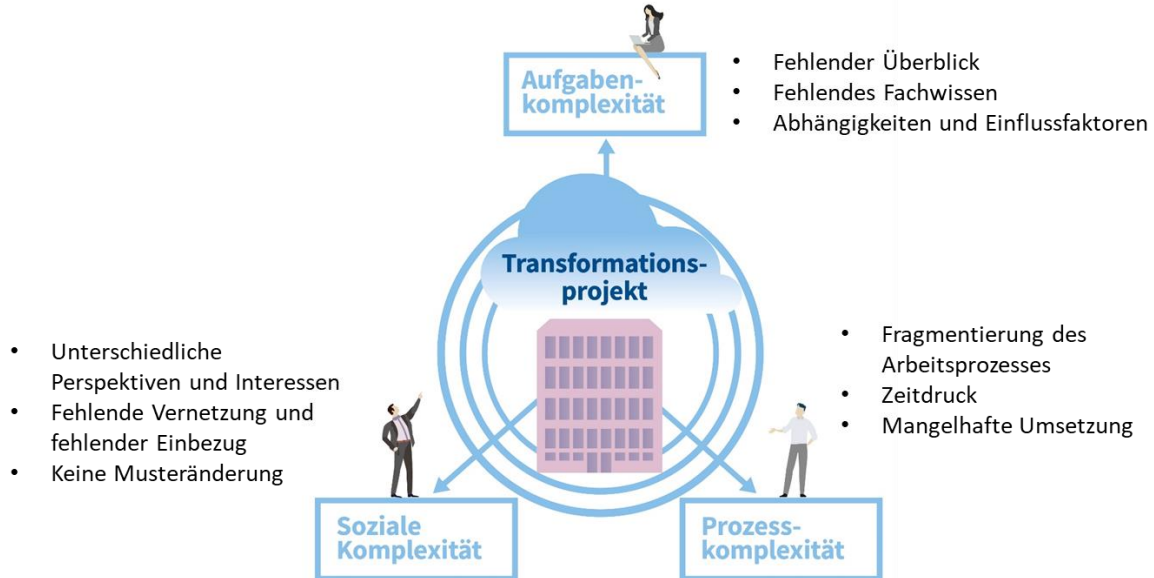 Aufgaben-
komplexität
• Fehlender Überblick
• Fehlendes Fachwissen
• Abhängigkeiten und Einflussfaktoren
Transformations-
projekt
• Unterschiedliche
Perspektiven und Interessen
• Fehlende Vernetzung und
fehlender Einbezug
• Keine Musteränderung
• Fragmentierung des
Arbeitsprozesses
• Zeitdruck
• Mangelhafte Umsetzung
Soziale
Komplexität
Prozess-
komplexität